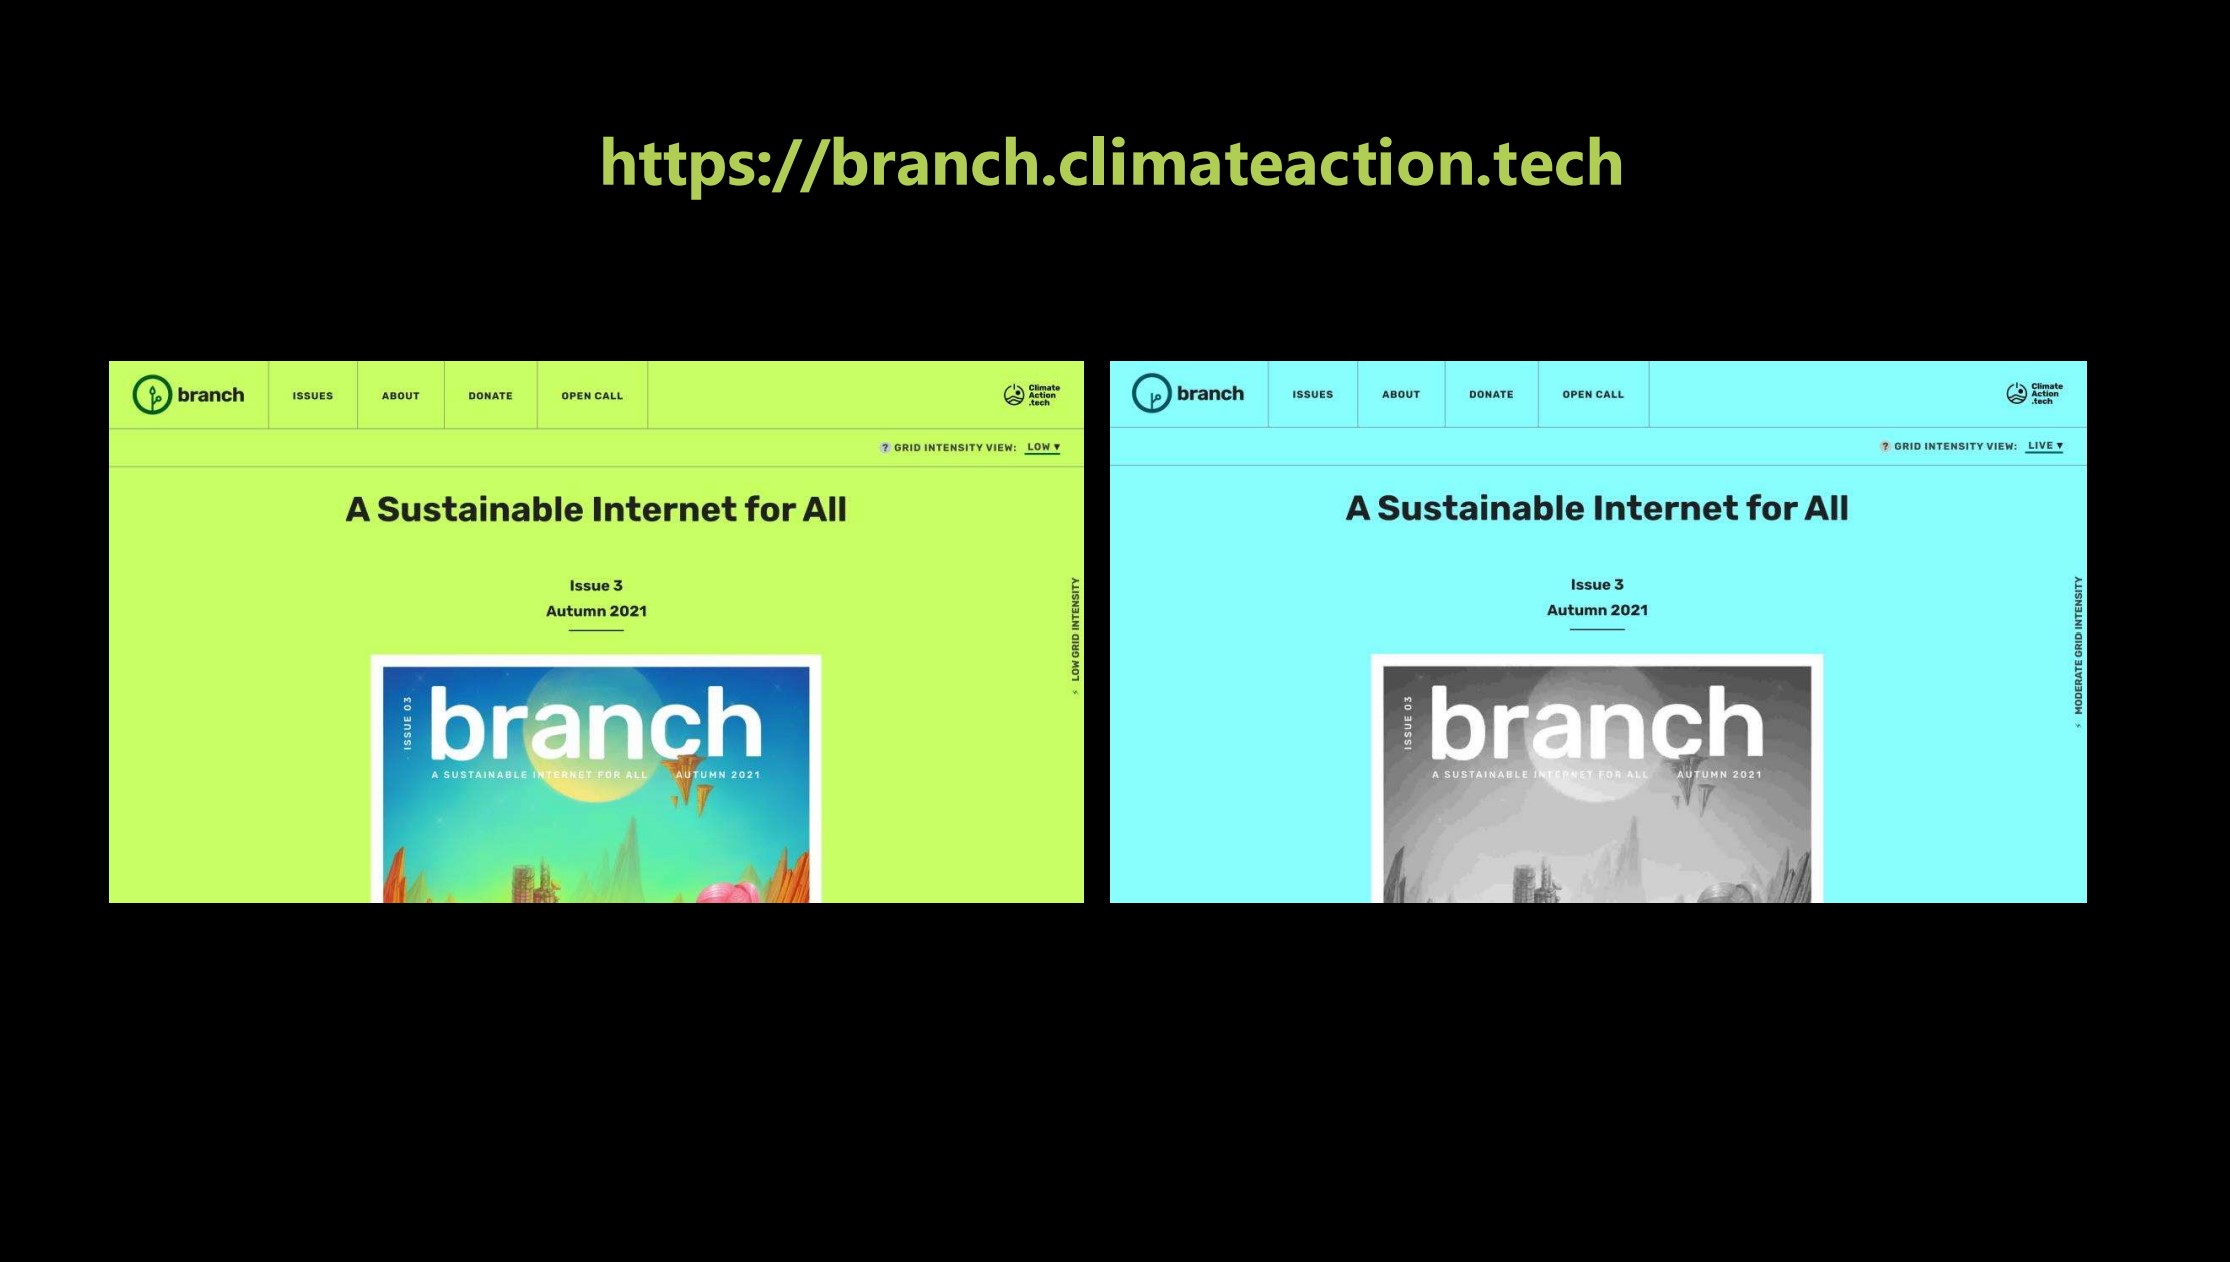 https://branch.climateaction.tech
branch
ISSUES
ABOUT
DONATE
OPEN CALL
Climate
Action
.tech
? GRID INTENSITY VIEW: LOW ▼
A Sustainable Internet for All
Issue 3
Autumn 2021
LOW GRID INTENSITY
ISSUE 03
branch
A SUSTAINABLE INTERNET FOR ALL AUTUMN 2021
branch
ISSUES
ABOUT
DONATE
OPEN CALL
Climate
Action
.tech
? GRID INTENSITY VIEW: LIVE ▼
A Sustainable Internet for All
Issue 3
Autumn 2021
MODERATE GRID INTENSITY
ISSUE 03
branch
A SUSTAINABLE INTERNET FOR ALL AUTUMN 2021